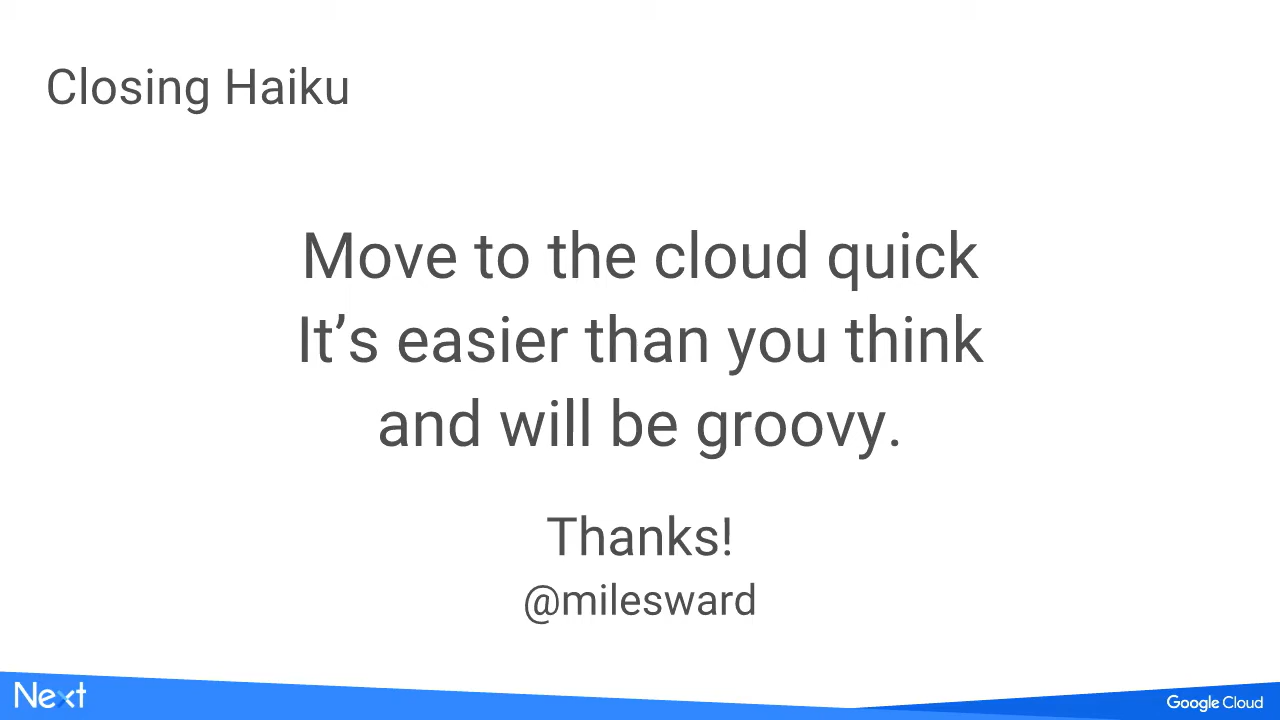 Closing Haiku
Move to the cloud quick
It’s easier than you think
and will be groovy.
Thanks!
@milesward
Next
Google Cloud